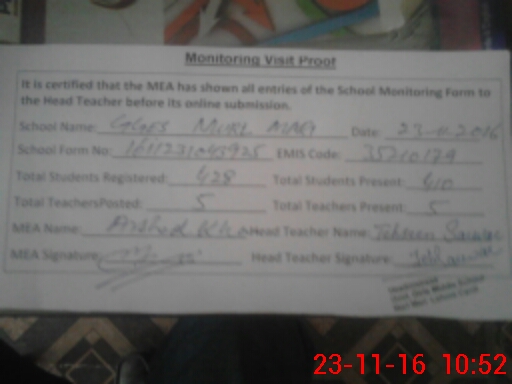 Monitoring Visit Proof
It is certified that the MEA has shown all entries of the School Monitoring Form to
the Head Teacher before its online submission.
School Name: Date: 23-11-2016
School Form No: EMIS Code: 35210179
Total Students Registered: 428 Total Students Present: 410
Total TeachersPosted: 5 Total Teachers Present: 5
MEA Name: Arshad Head Teacher Name:
MEA Signature: Head Teacher Signature:
23-11-16 10:52